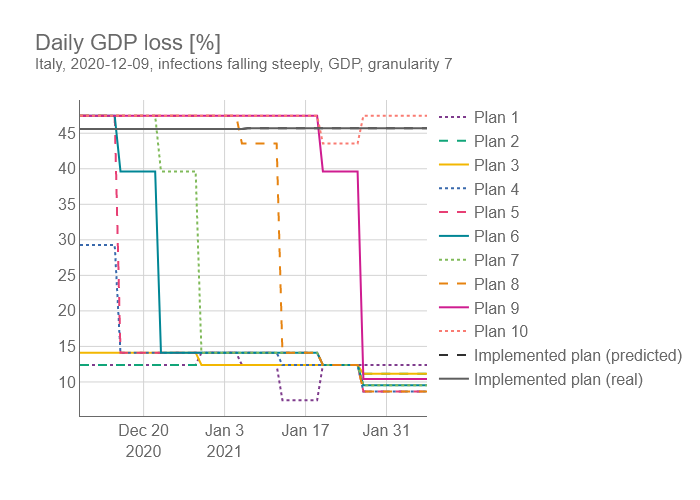 Daily GDP loss [%]
Italy, 2020-12-09, infections falling steeply, GDP, granularity 7
45
40
35
30
25
20
15
10
Dec 20
2020
Jan 3
2021
Jan 17
Jan 31
Plan 1
Plan 2
Plan 3
Plan 4
Plan 5
Plan 6
Plan 7
Plan 8
Plan 9
Plan 10
Implemented plan (predicted)
Implemented plan (real)